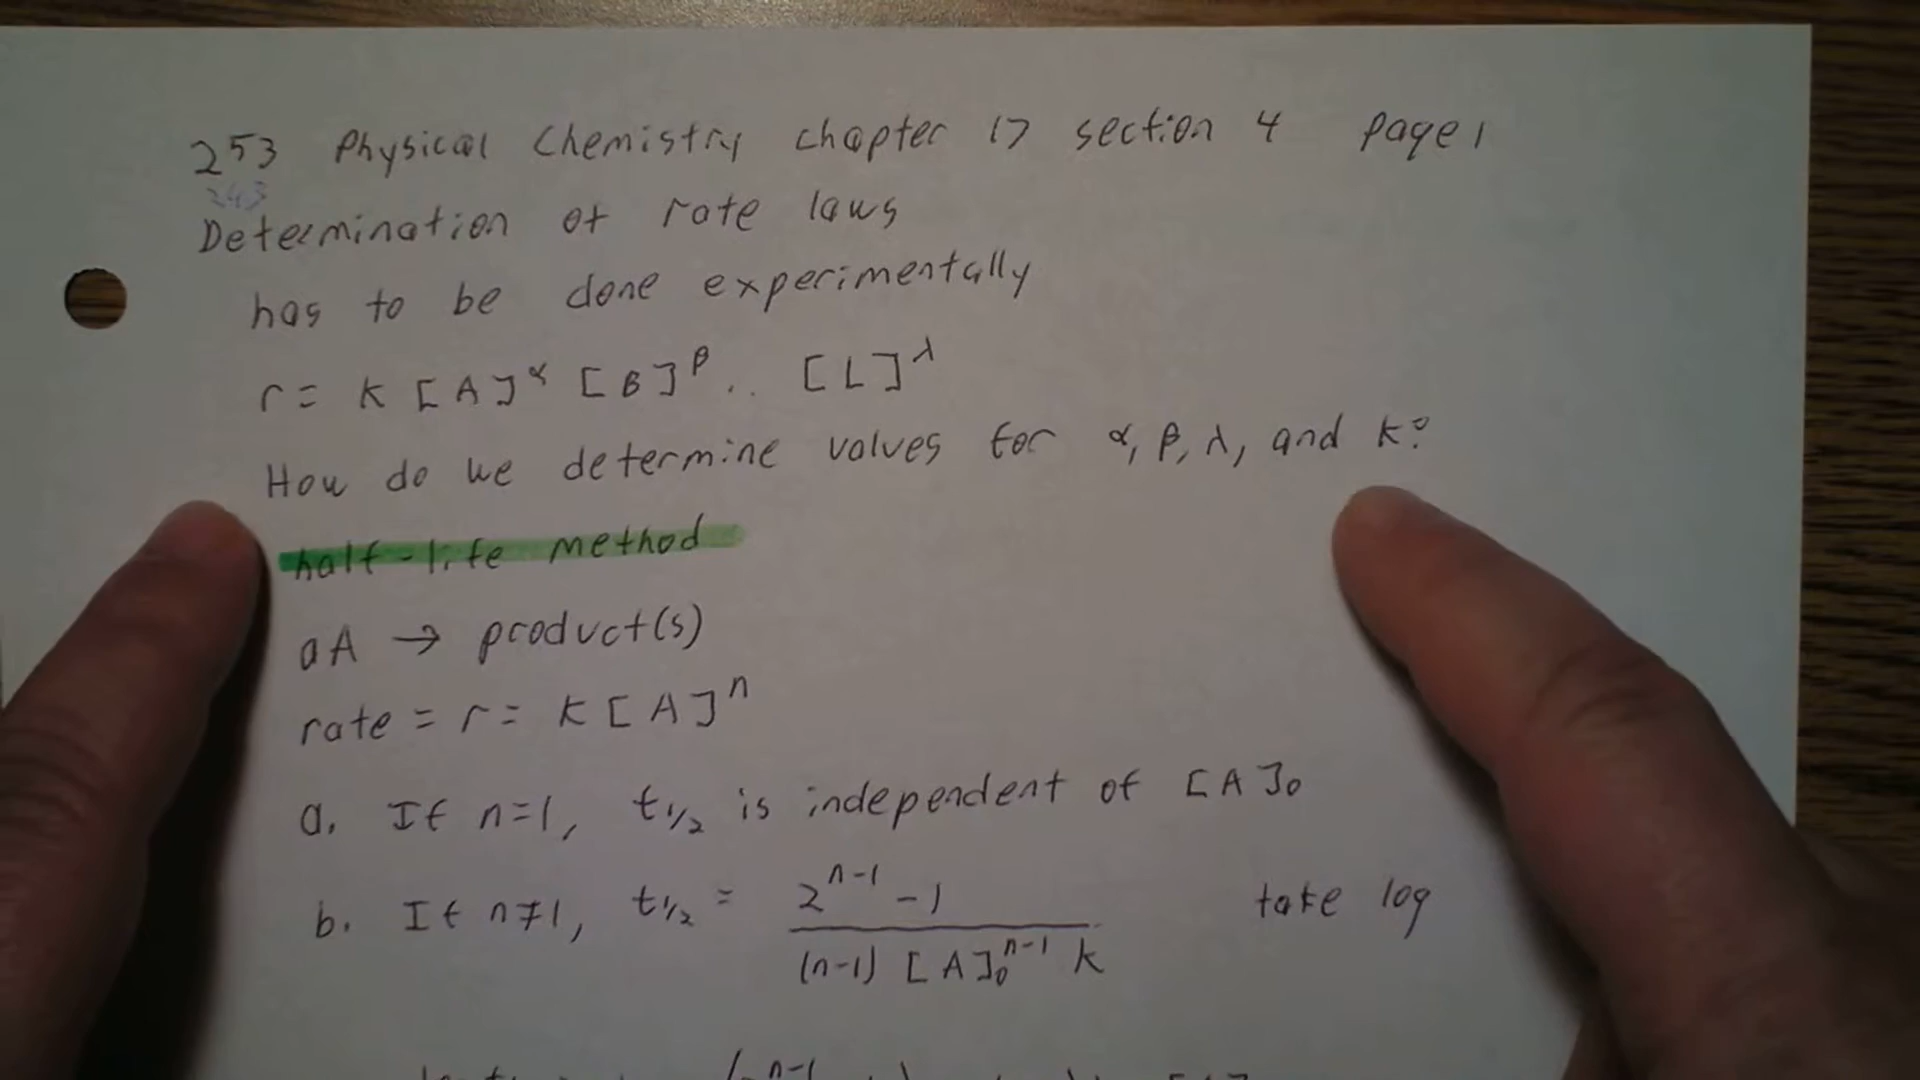 253 Physical Chemistry chapter 17 section 4 page 1
243
Determination of rate laws
has to be done experimentally
r = k [A]^α [B]^β .. [L]^λ
How do we determine values for α, β, λ, and k?
half-life method
aA → product(s)
rate = r = k [A]^n
a. If n=1, t1/2 is independent of [A]0
b. If n≠1, t1/2 = (2^(n-1) - 1) / ((n-1) [A]0^(n-1) k) take log